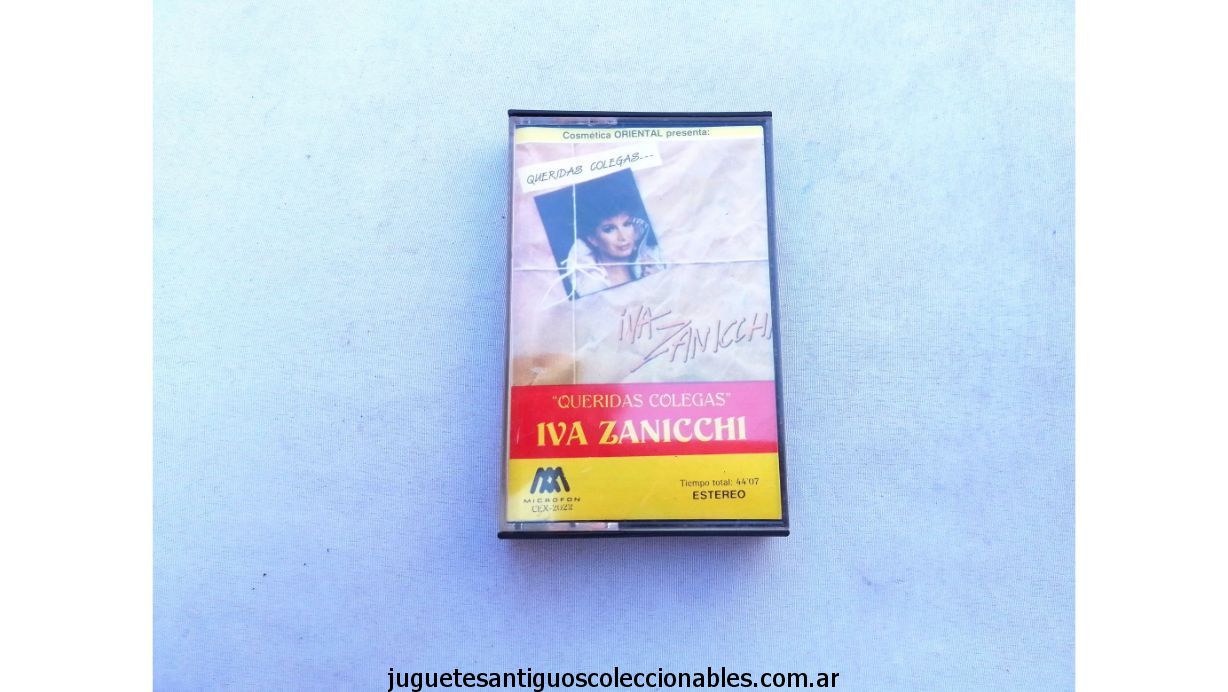 Cosmética ORIENTAL presenta:
QUERIDAS COLEGAS---
iVA ZANICCHI
"QUERIDAS COLEGAS"
IVA ZANICCHI
MICROFON
CEX-2022
Tiempo total: 44'07
ESTEREO
juguetesantiguoscoleccionables.com.ar